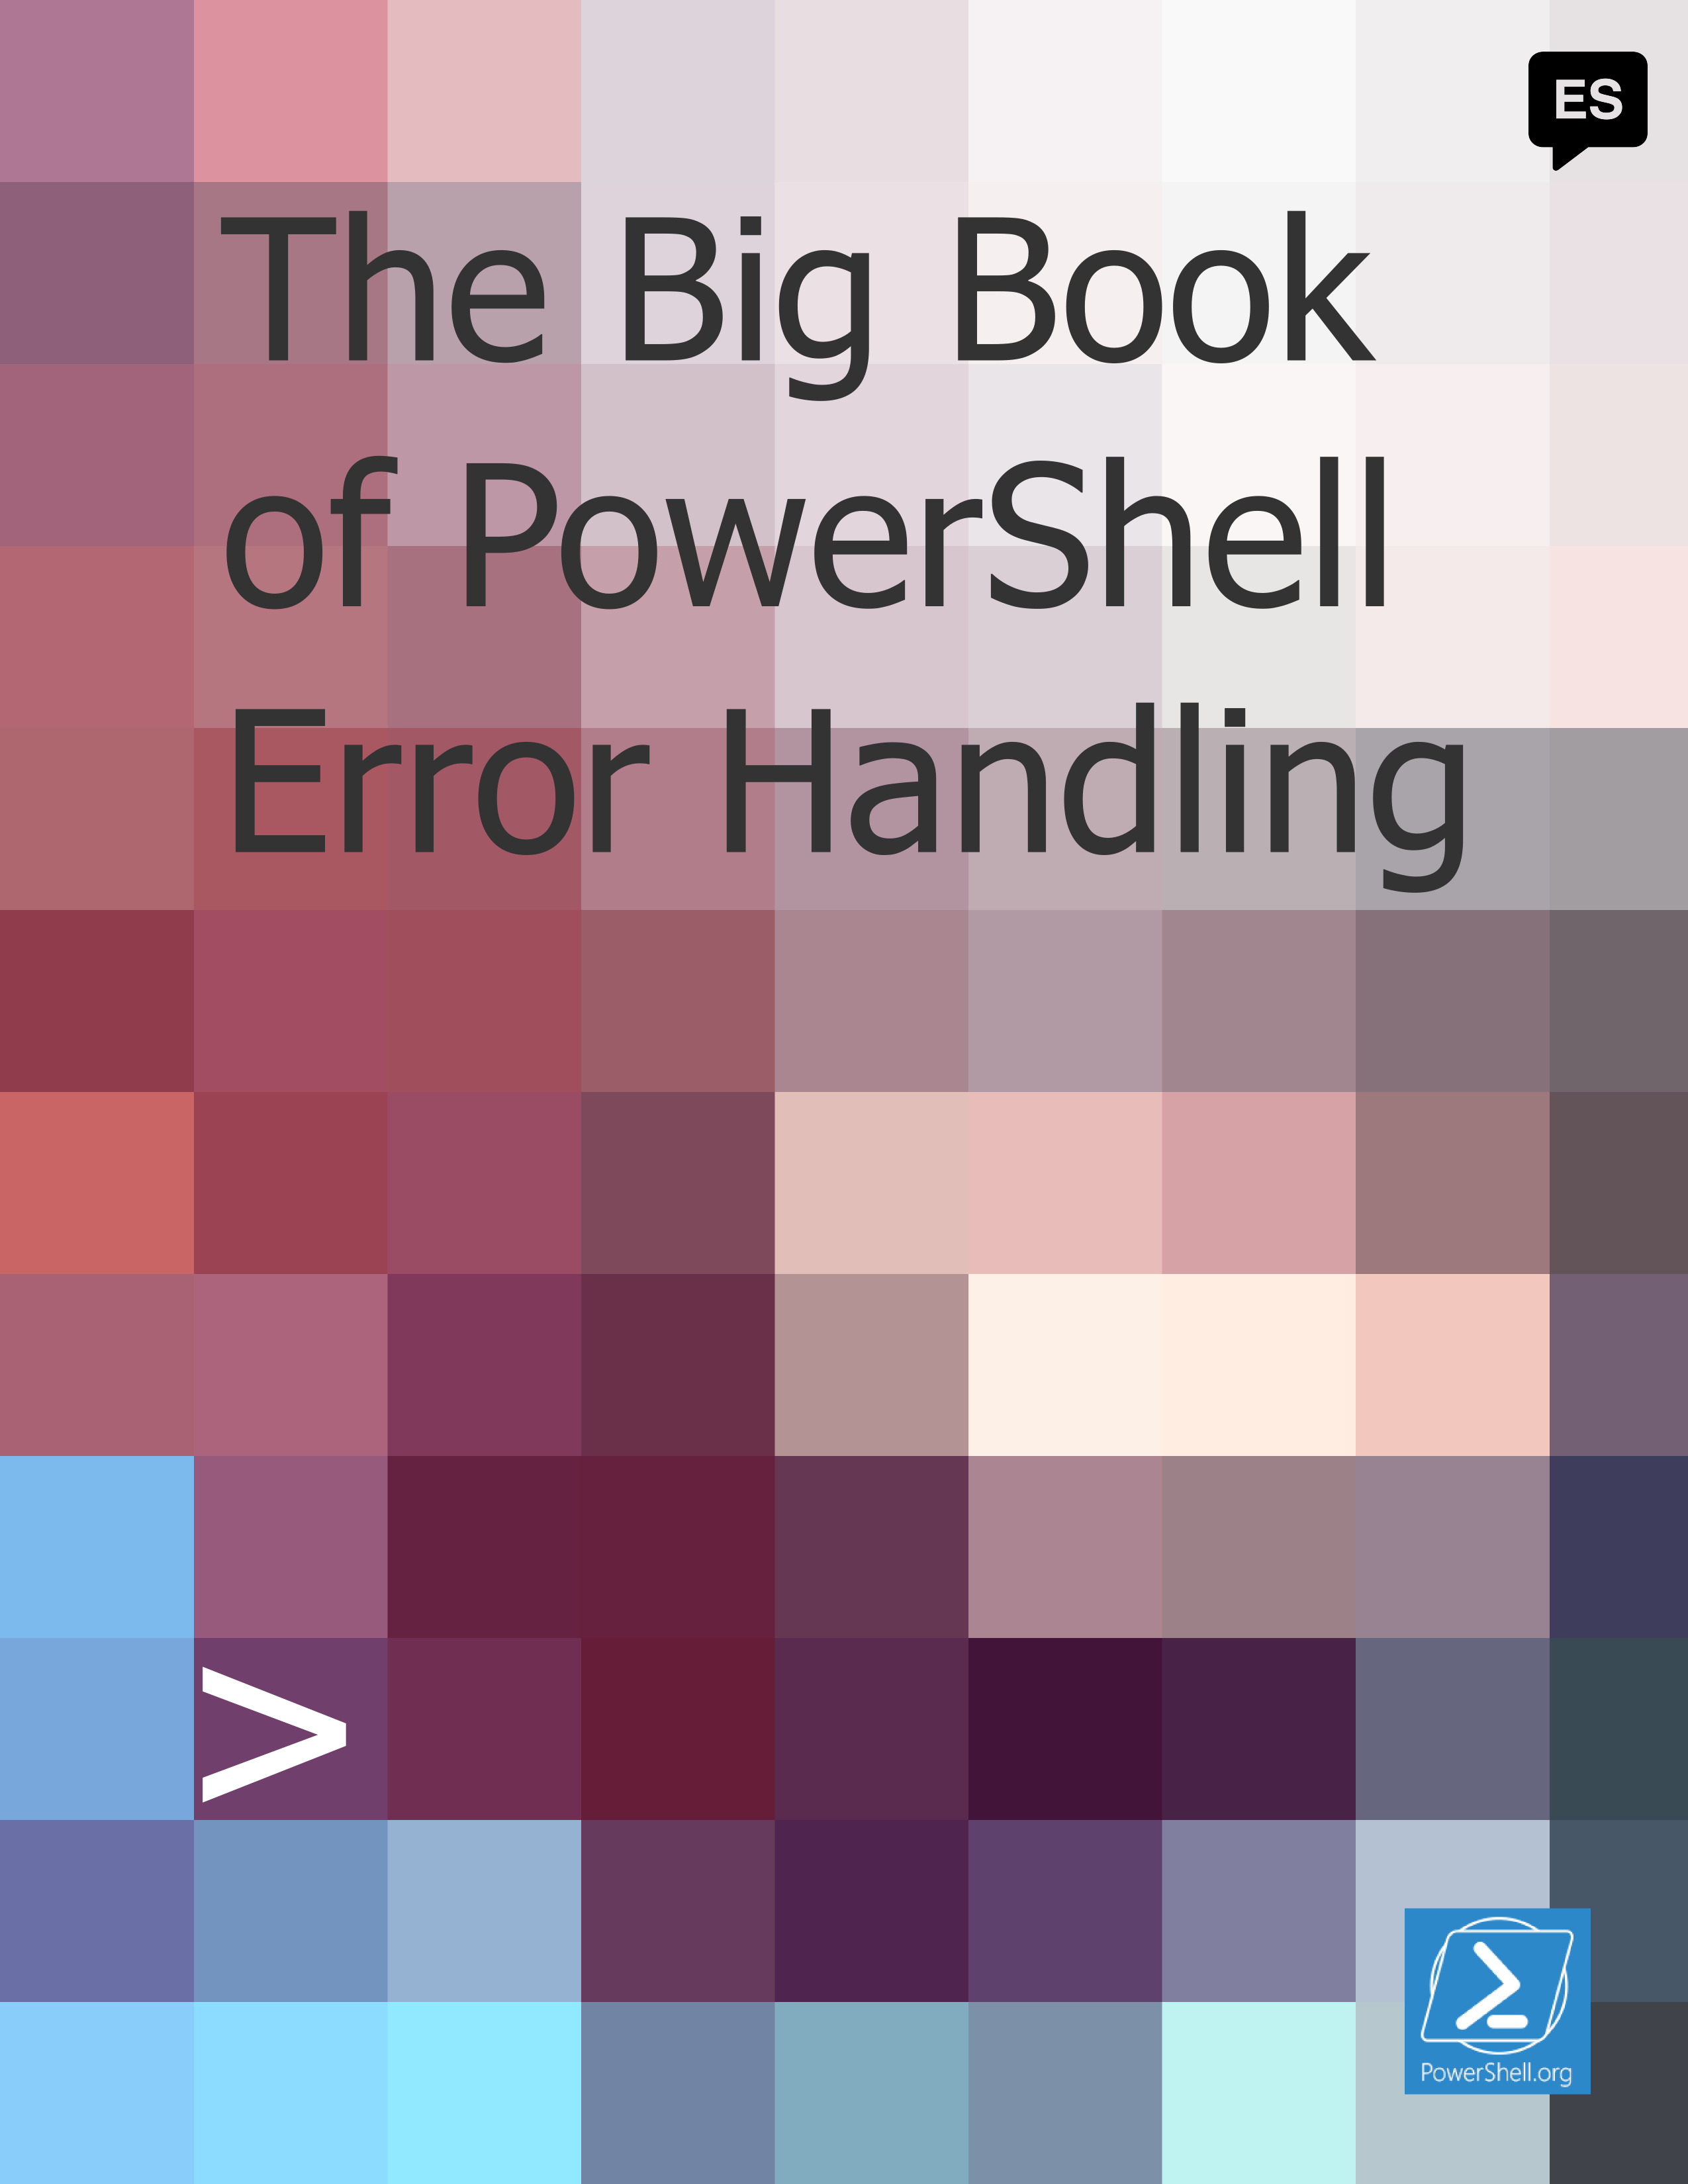 ES
The Big Book
of PowerShell
Error Handling
>
PowerShell.org